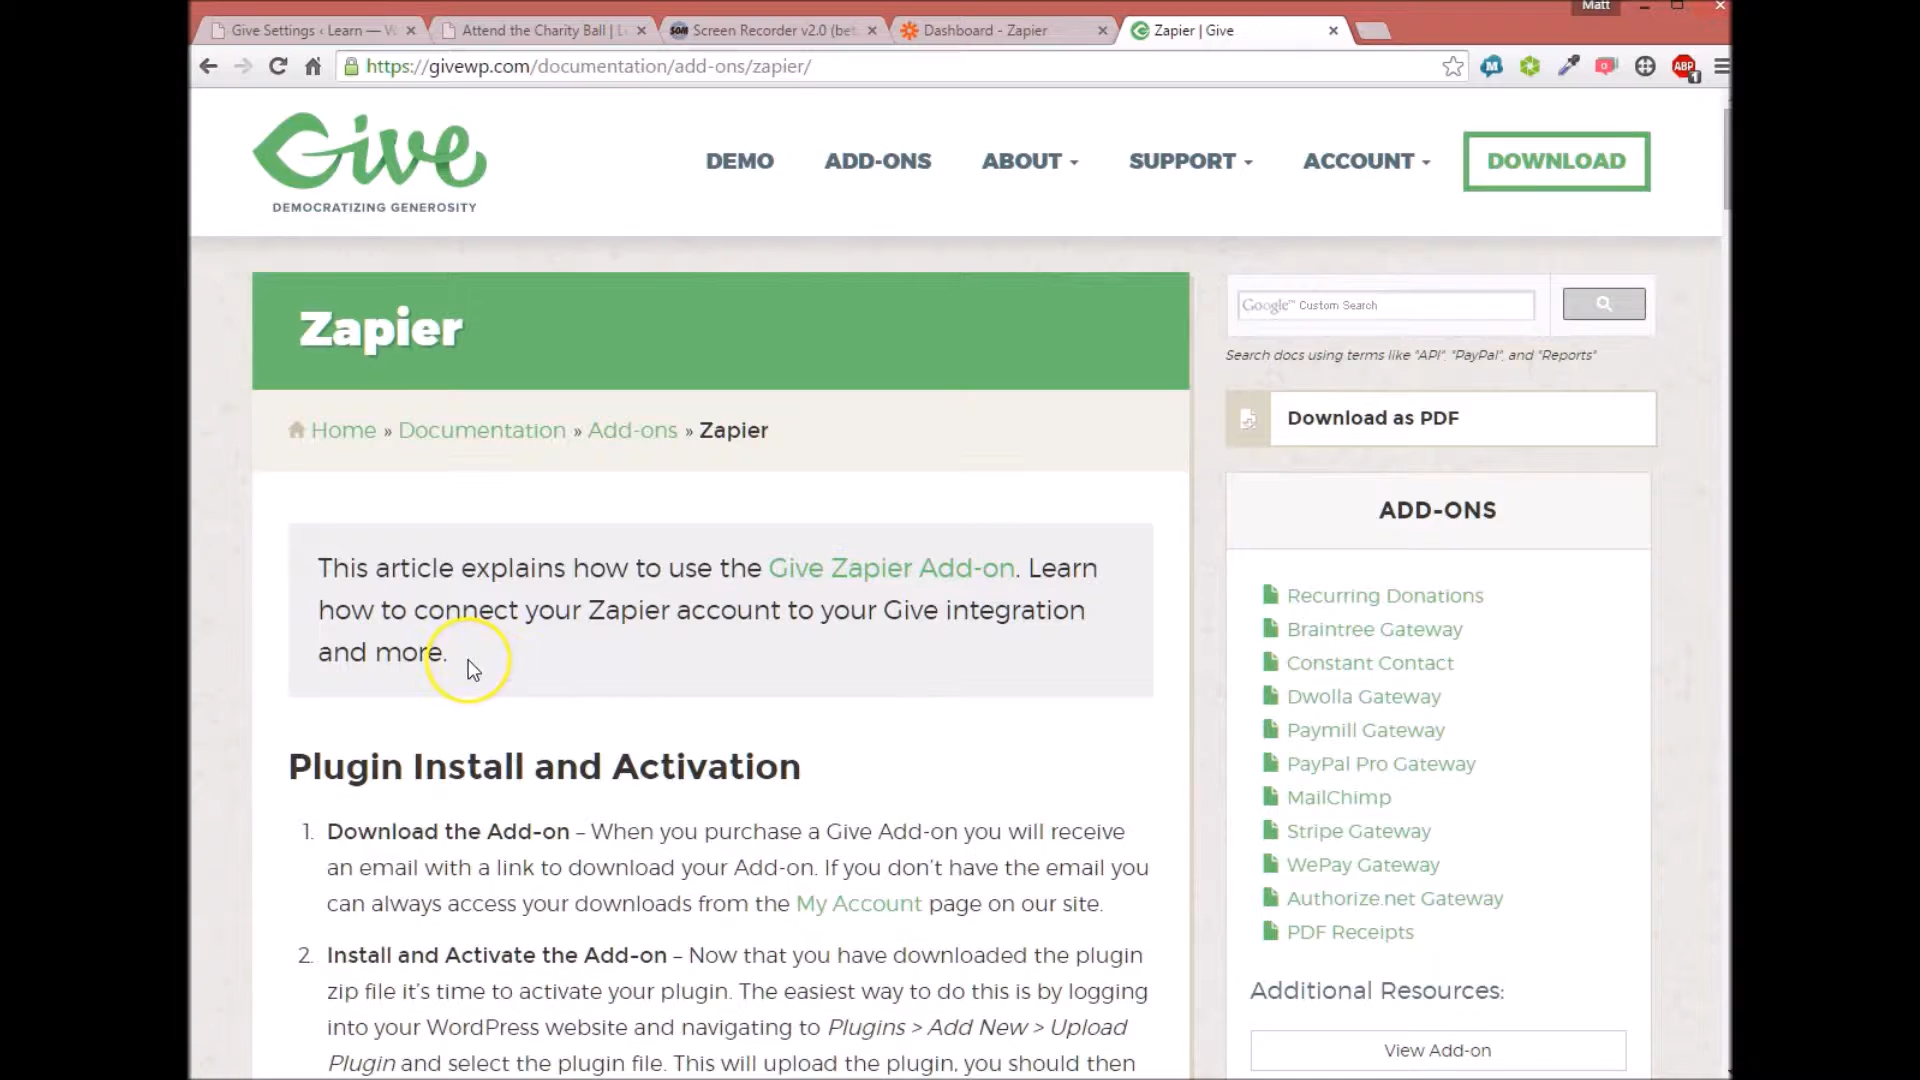 Matt
Give Settings ‹ Learn — W
Attend the Charity Ball | L
Screen Recorder v2.0 (bet
Dashboard - Zapier
Zapier | Give
https://givewp.com/documentation/add-ons/zapier/
ABP
1
Give
DEMOCRATIZING GENEROSITY
DEMO
ADD-ONS
ABOUT
SUPPORT
ACCOUNT
DOWNLOAD
Zapier
Home » Documentation » Add-ons » Zapier
This article explains how to use the Give Zapier Add-on. Learn
how to connect your Zapier account to your Give integration
and more.
Plugin Install and Activation
1. Download the Add-on – When you purchase a Give Add-on you will receive
an email with a link to download your Add-on. If you don't have the email you
can always access your downloads from the My Account page on our site.
2. Install and Activate the Add-on – Now that you have downloaded the plugin
zip file it's time to activate your plugin. The easiest way to do this is by logging
into your WordPress website and navigating to Plugins > Add New > Upload
Plugin and select the plugin file. This will upload the plugin, you should then
Google™ Custom Search
Search docs using terms like "API", "PayPal", and "Reports"
Download as PDF
ADD-ONS
Recurring Donations
Braintree Gateway
Constant Contact
Dwolla Gateway
Paymill Gateway
PayPal Pro Gateway
MailChimp
Stripe Gateway
WePay Gateway
Authorize.net Gateway
PDF Receipts
Additional Resources:
View Add-on